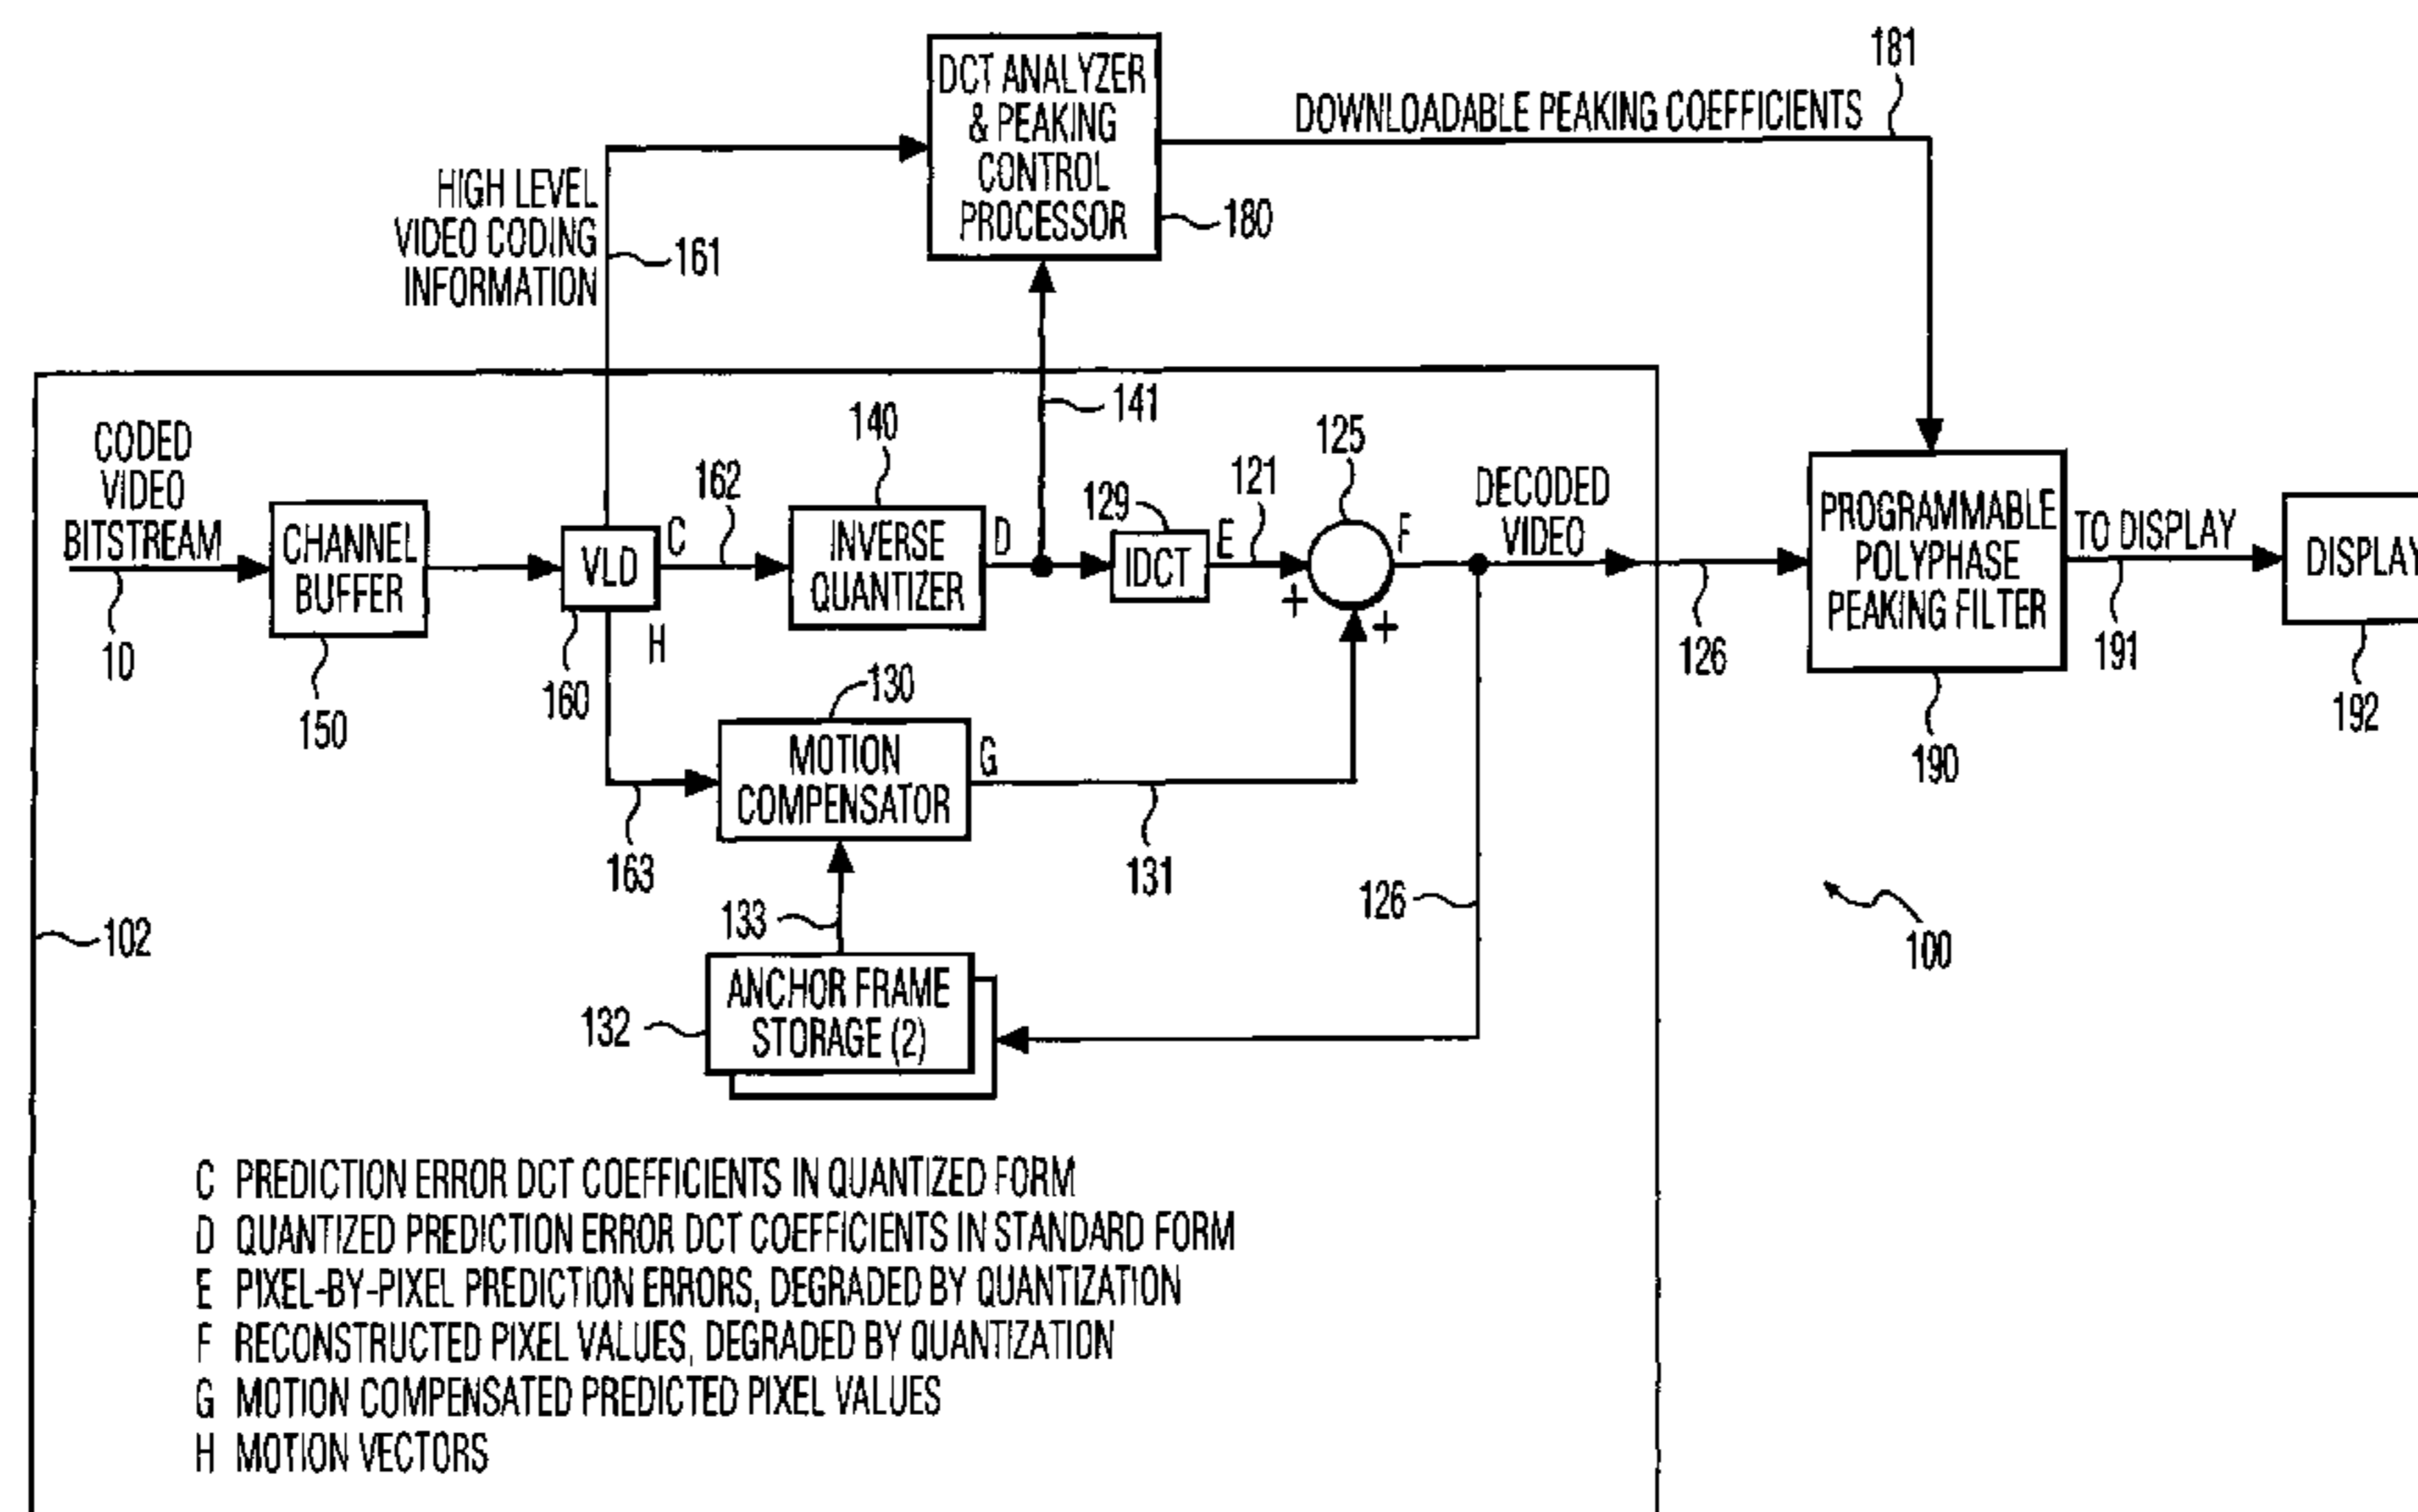 181
DCT ANALYZER
& PEAKING
CONTROL
PROCESSOR
180
DOWNLOADABLE PEAKING COEFFICIENTS
HIGH LEVEL
VIDEO CODING
INFORMATION
161
141
CODED
VIDEO
BITSTREAM
10
CHANNEL
BUFFER
150
VLD
160
C
H
162
140
INVERSE
QUANTIZER
D
129
IDCT
E
121
125
+
+
F
DECODED
VIDEO
126
PROGRAMMABLE
POLYPHASE
PEAKING FILTER
190
TO DISPLAY
191
DISPLAY
192
130
MOTION
COMPENSATOR
G
163
131
133
126
102
132
ANCHOR FRAME
STORAGE (2)
100
C PREDICTION ERROR DCT COEFFICIENTS IN QUANTIZED FORM
D QUANTIZED PREDICTION ERROR DCT COEFFICIENTS IN STANDARD FORM
E PIXEL-BY-PIXEL PREDICTION ERRORS, DEGRADED BY QUANTIZATION
F RECONSTRUCTED PIXEL VALUES, DEGRADED BY QUANTIZATION
G MOTION COMPENSATED PREDICTED PIXEL VALUES
H MOTION VECTORS